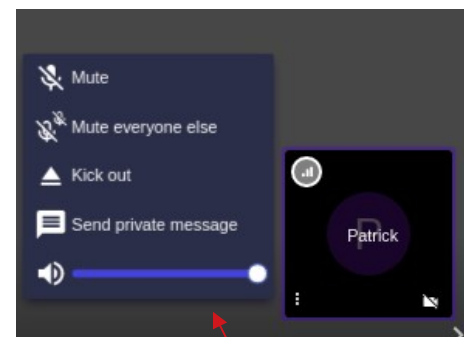 Mute
Mute everyone else
Kick out
Send private message
P
Patrick